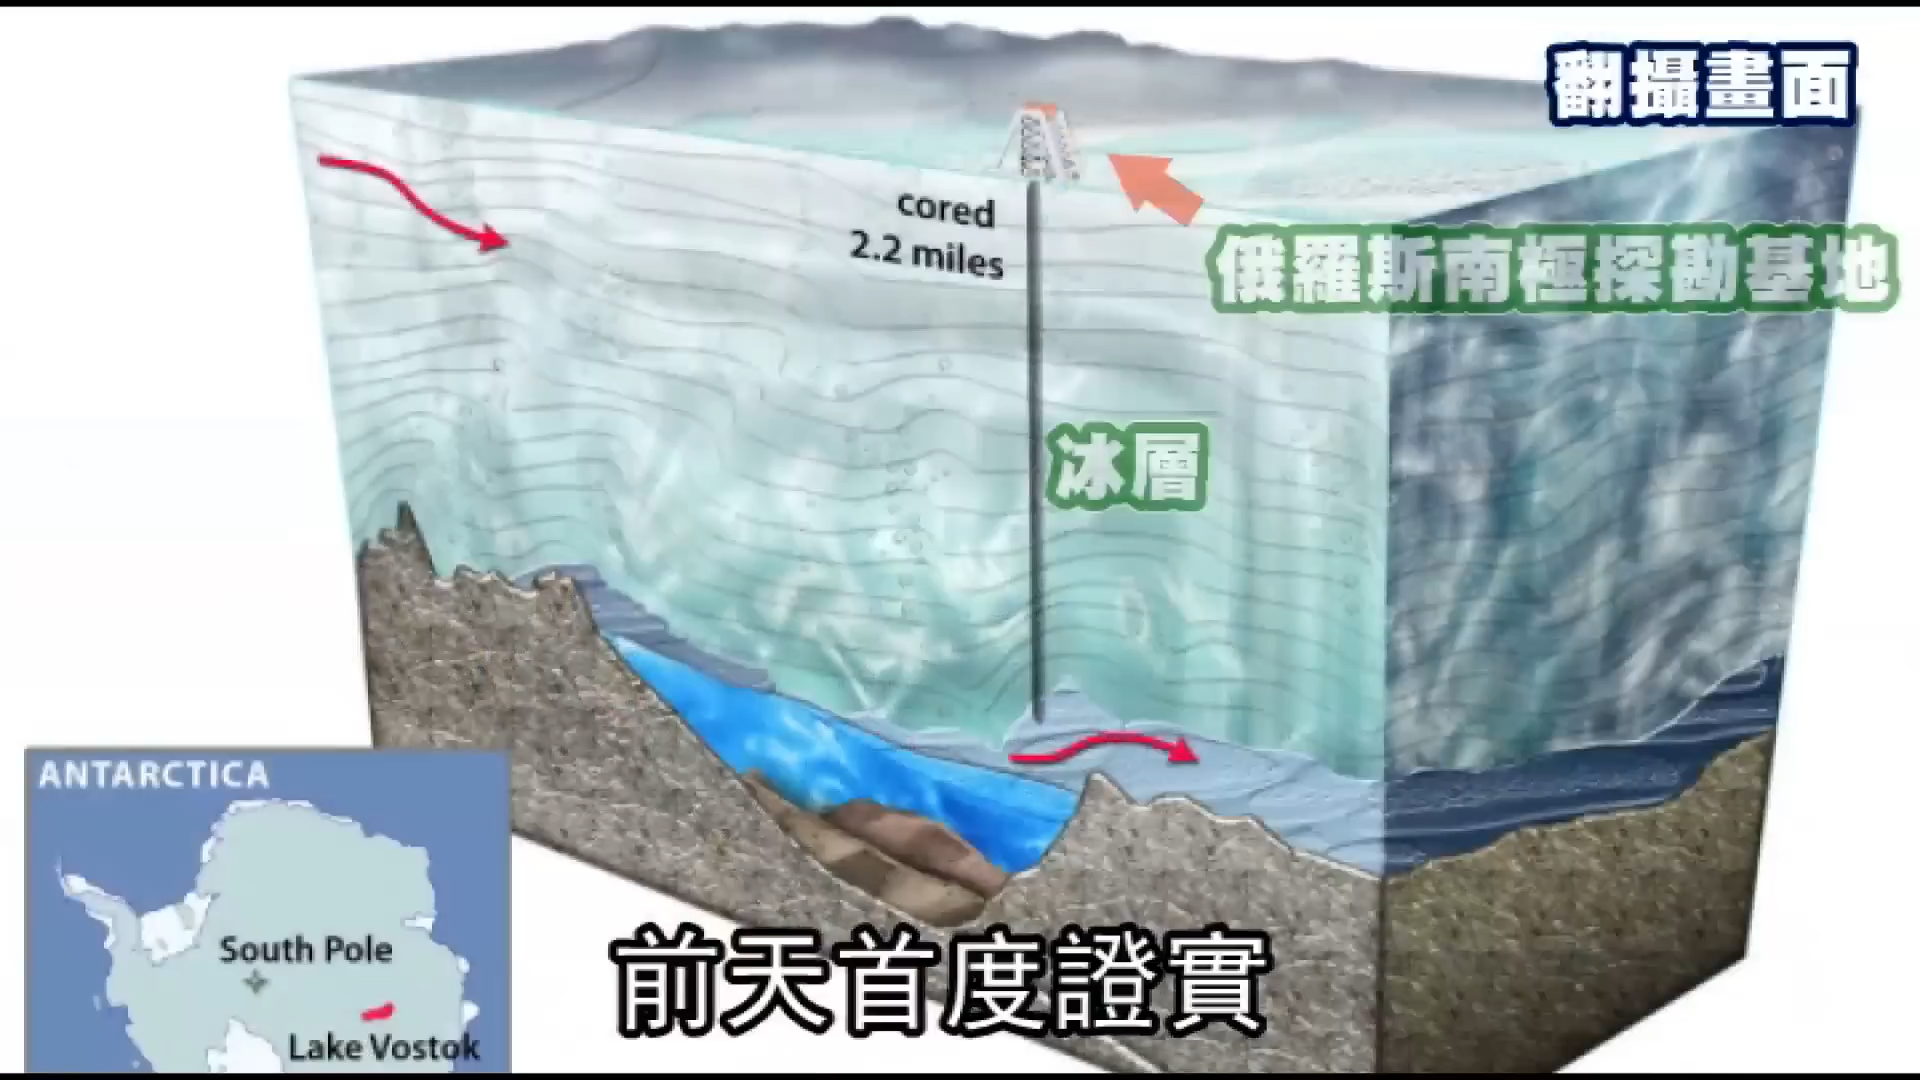 翻攝畫面
cored
2.2 miles
俄羅斯南極探勘基地
冰層
ANTARCTICA
South Pole
Lake Vostok
前天首度證實